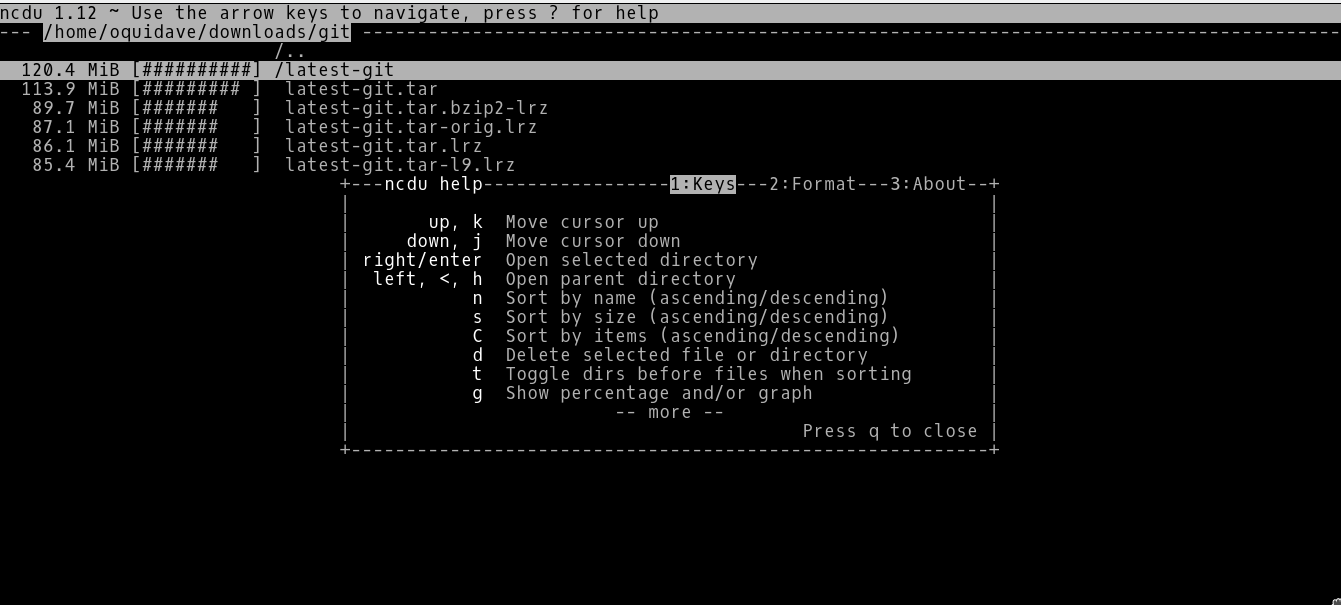 ncdu 1.12 ~ Use the arrow keys to navigate, press ? for help
--- /home/oquidave/downloads/git ------------------------------------------------------------------------------------------
/..
120.4 MiB [##########] /latest-git
113.9 MiB [######### ]  latest-git.tar
89.7 MiB [#######   ]  latest-git.tar.bzip2-lrz
87.1 MiB [#######   ]  latest-git.tar-orig.lrz
86.1 MiB [#######   ]  latest-git.tar.lrz
85.4 MiB [#######   ]  latest-git.tar-l9.lrz
+---ncdu help-----------------1:Keys---2:Format---3:About--+
up, k  Move cursor up
down, j  Move cursor down
right/enter  Open selected directory
left, <, h  Open parent directory
n  Sort by name (ascending/descending)
s  Sort by size (ascending/descending)
C  Sort by items (ascending/descending)
d  Delete selected file or directory
t  Toggle dirs before files when sorting
g  Show percentage and/or graph
-- more --
Press q to close
+----------------------------------------------------------+